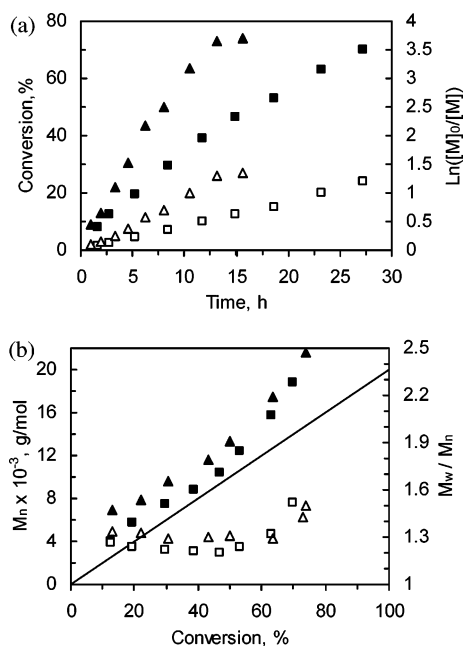 (a)
80
60
40
20
0
Conversion, %
4
3.5
3
2.5
2
1.5
1
0.5
0
Ln([M]₀/[M])
0 5 10 15 20 25 30
Time, h
(b)
20
16
12
8
4
0
Mₙ x 10⁻³, g/mol
2.5
2.2
1.9
1.6
1.3
1
M_w / Mₙ
0 20 40 60 80 100
Conversion, %